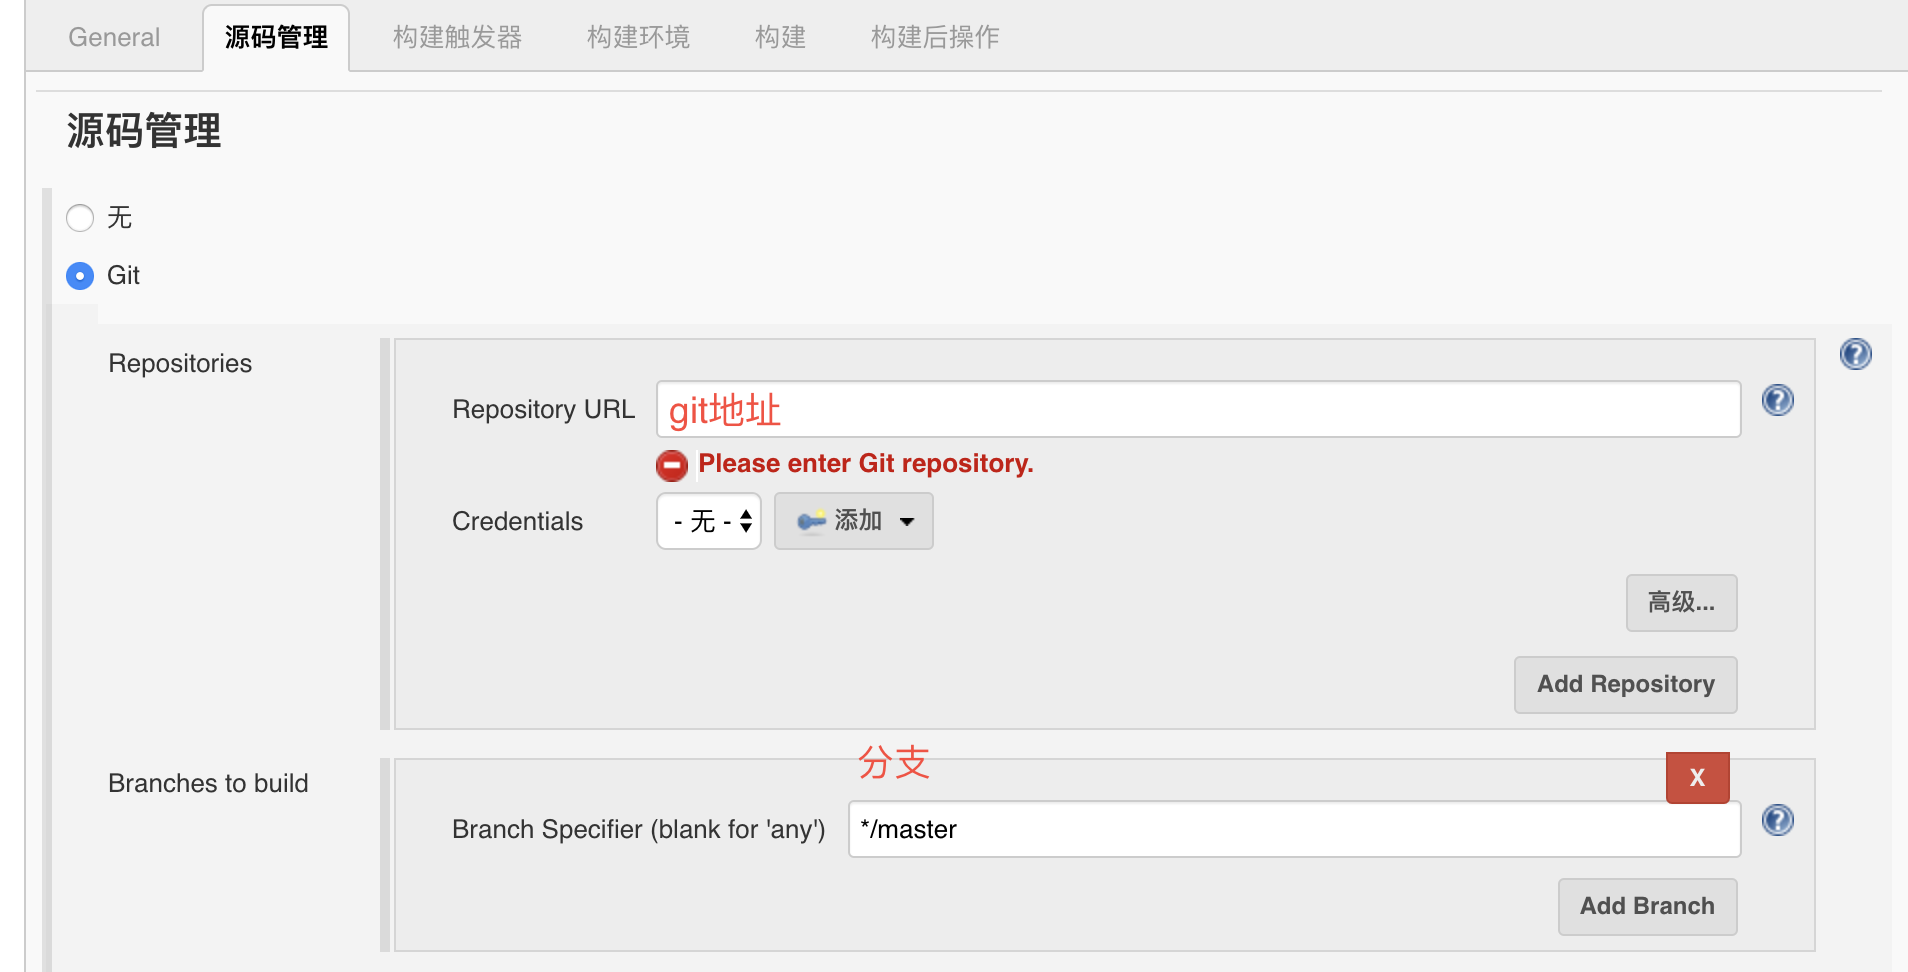 General 源码管理 构建触发器 构建环境 构建 构建后操作
源码管理
无
Git
Repositories
Repository URL git地址
Please enter Git repository.
Credentials - 无 - 添加
高级...
Add Repository
分支
Branches to build X
Branch Specifier (blank for 'any') */master
Add Branch